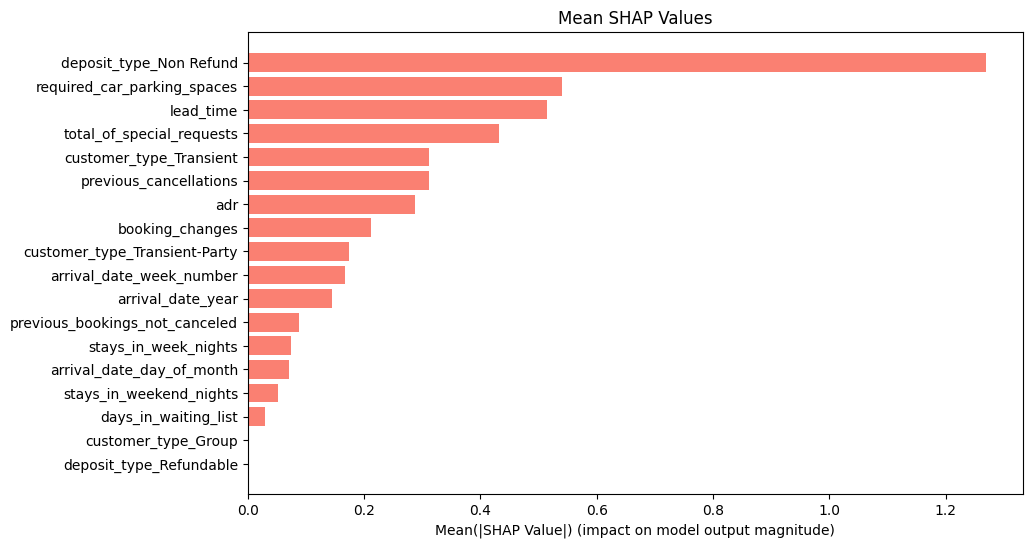 Mean SHAP Values
deposit_type_Non Refund
required_car_parking_spaces
lead_time
total_of_special_requests
customer_type_Transient
previous_cancellations
adr
booking_changes
customer_type_Transient-Party
arrival_date_week_number
arrival_date_year
previous_bookings_not_canceled
stays_in_week_nights
arrival_date_day_of_month
stays_in_weekend_nights
days_in_waiting_list
customer_type_Group
deposit_type_Refundable
0.0 0.2 0.4 0.6 0.8 1.0 1.2
Mean(|SHAP Value|) (impact on model output magnitude)